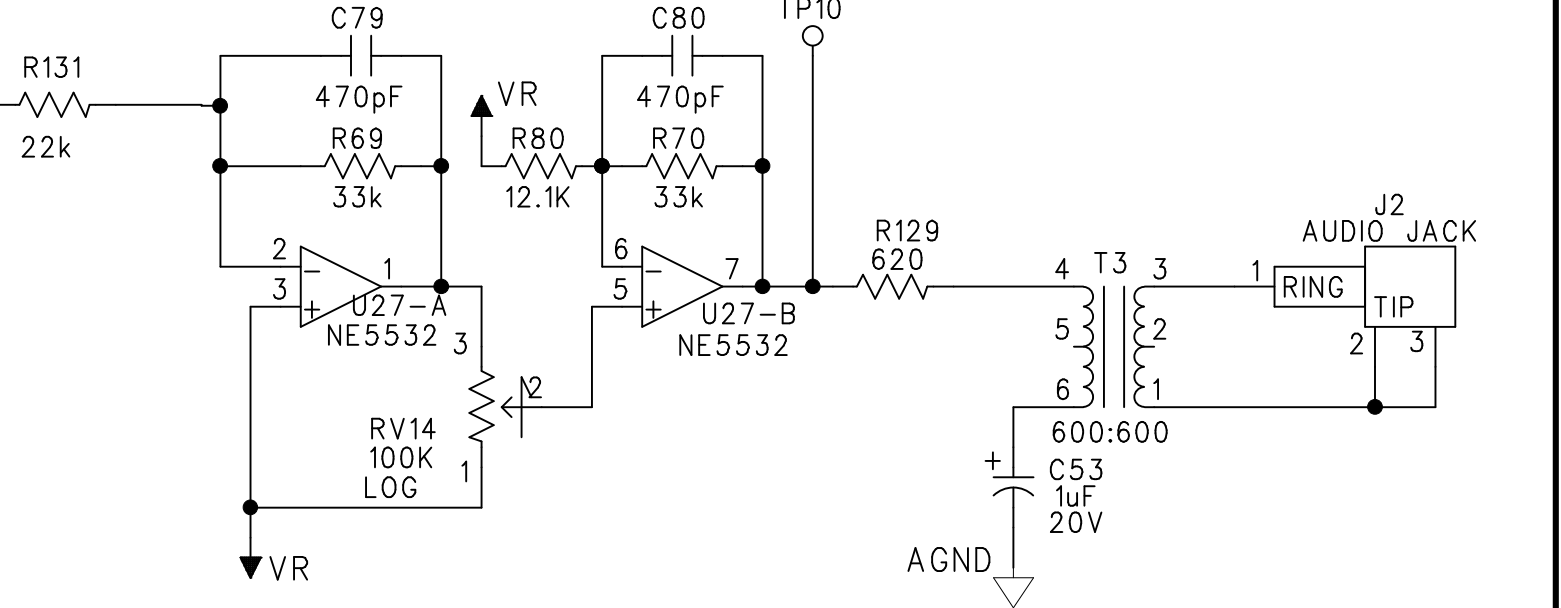 C79
470pF
R131
22k
R69
33k
2
3
1
U27-A
NE5532
3
2
RV14
100K
LOG
1
VR
VR
R80
12.1K
C80
470pF
R70
33k
6
5
7
U27-B
NE5532
TP10
R129
620
4
T3
3
5
2
6
1
600:600
C53
1uF
20V
AGND
J2
AUDIO JACK
1
RING
TIP
2
3